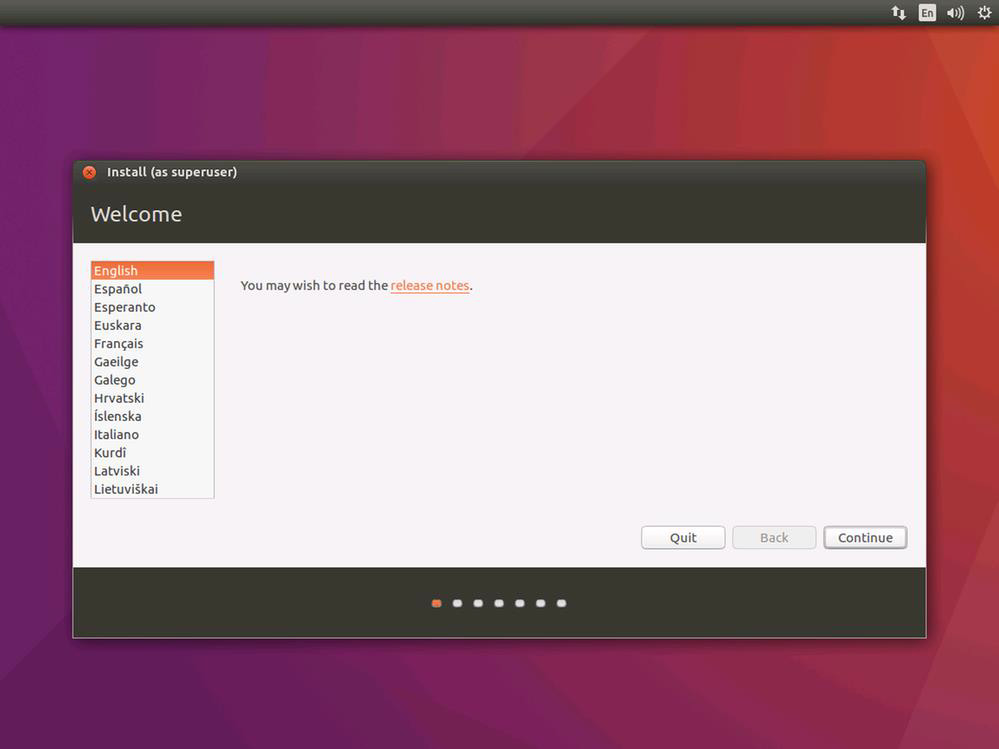 En
Install (as superuser)
Welcome
English
Español
Esperanto
Euskara
Français
Gaeilge
Galego
Hrvatski
Íslenska
Italiano
Kurdî
Latviski
Lietuviškai
You may wish to read the release notes.
Quit
Back
Continue